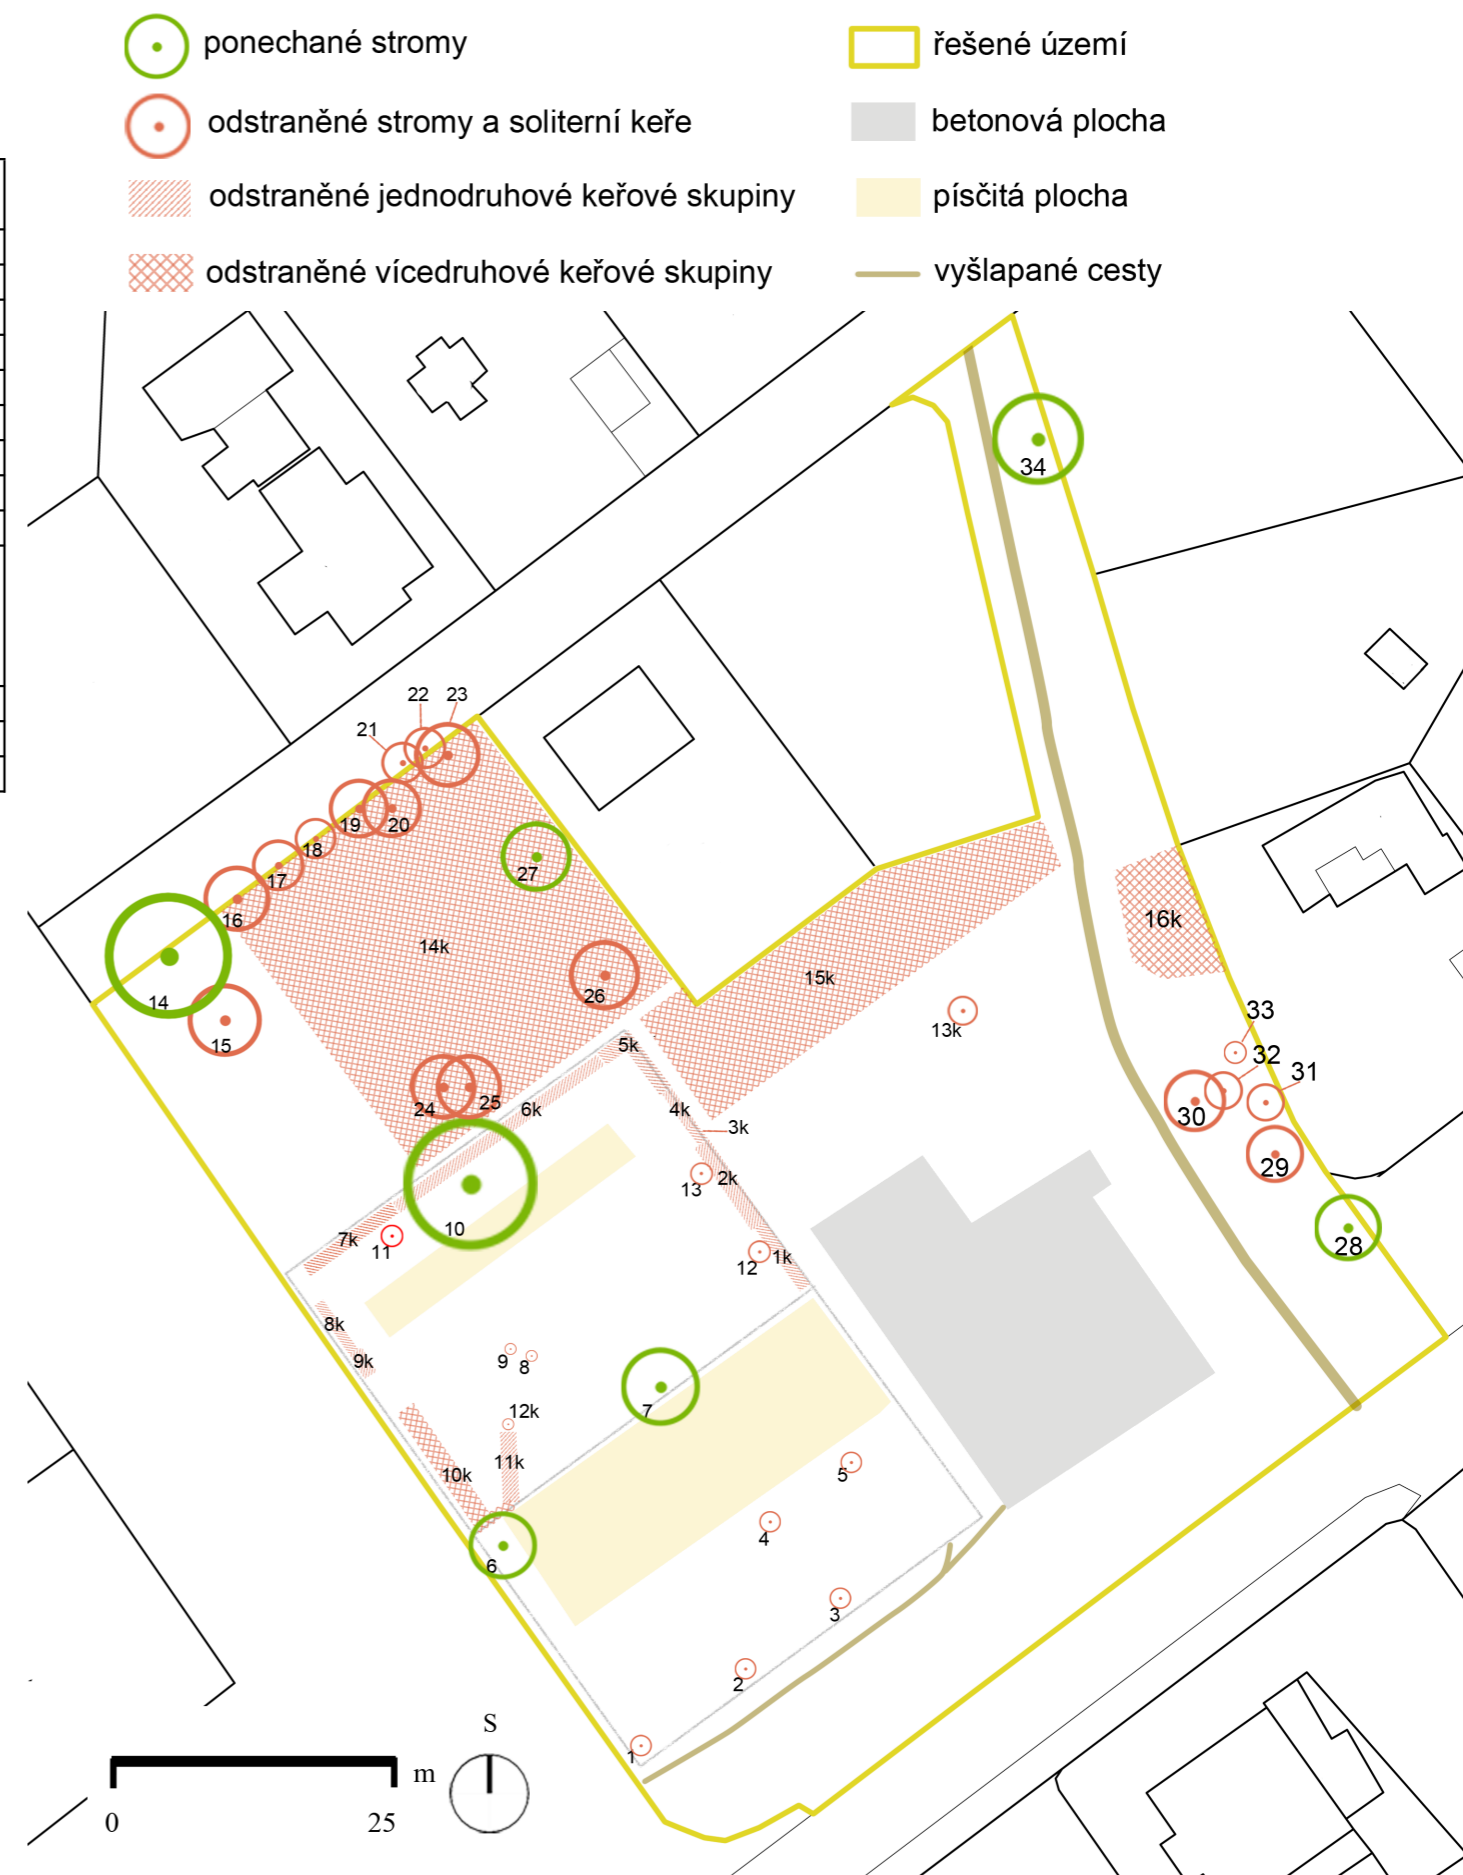 ponechané stromy
řešené území
odstraněné stromy a soliterní keře
betonová plocha
odstraněné jednodruhové keřové skupiny
písčitá plocha
odstraněné vícedruhové keřové skupiny
vyšlapané cesty
34
22 23
21
19 20
18
17
27
16
14k
16k
15k
26
14
15
13k
33
5k
32
31
24 25 6k
4k
30
3k
29
2k
13
10
7k
11
28
1k
12
8k
9k
9 8
7
12k
11k
10k
5
4
6
3
2
1
S
m
0 25